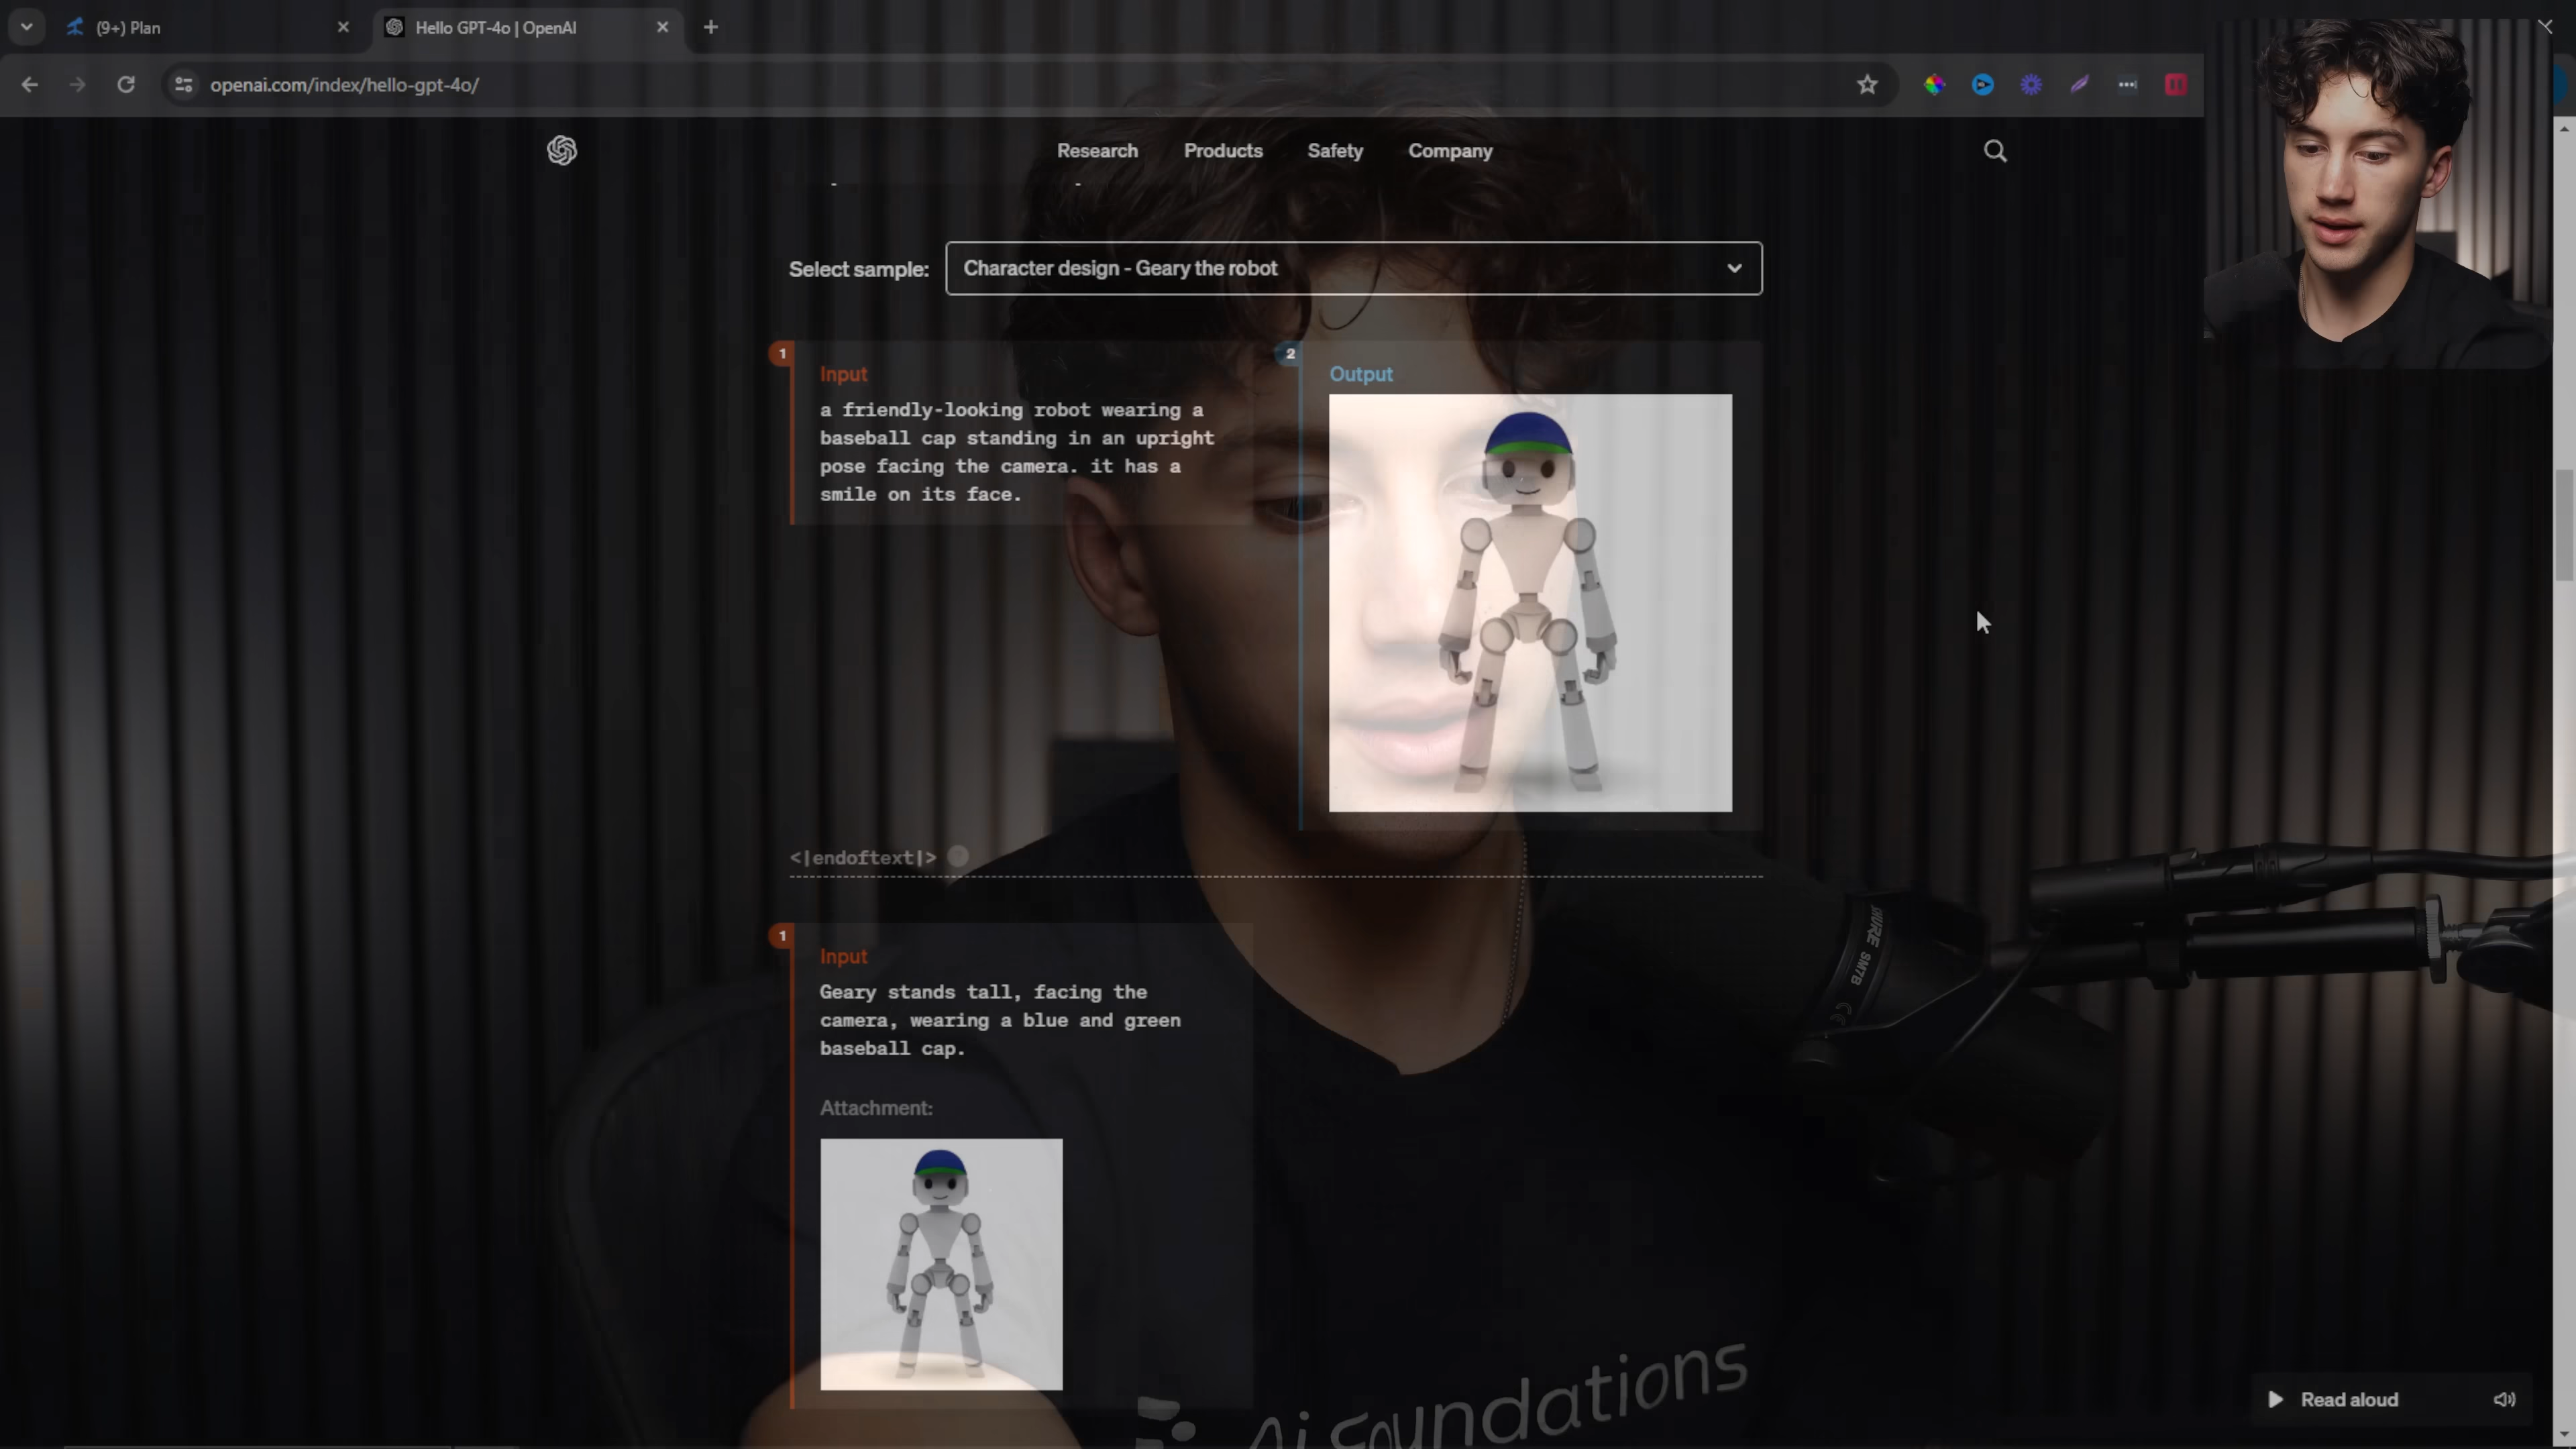 (9+) Plan
Hello GPT-4o | OpenAI
openai.com/index/hello-gpt-4o/
Research Products Safety Company
Select sample: Character design - Geary the robot
1
Input
a friendly-looking robot wearing a
baseball cap standing in an upright
pose facing the camera. it has a
smile on its face.
2
Output
<|endoftext|>
1
Input
Geary stands tall, facing the
camera, wearing a blue and green
baseball cap.
Attachment:
SHURE SM7B
Ai Foundations
Read aloud